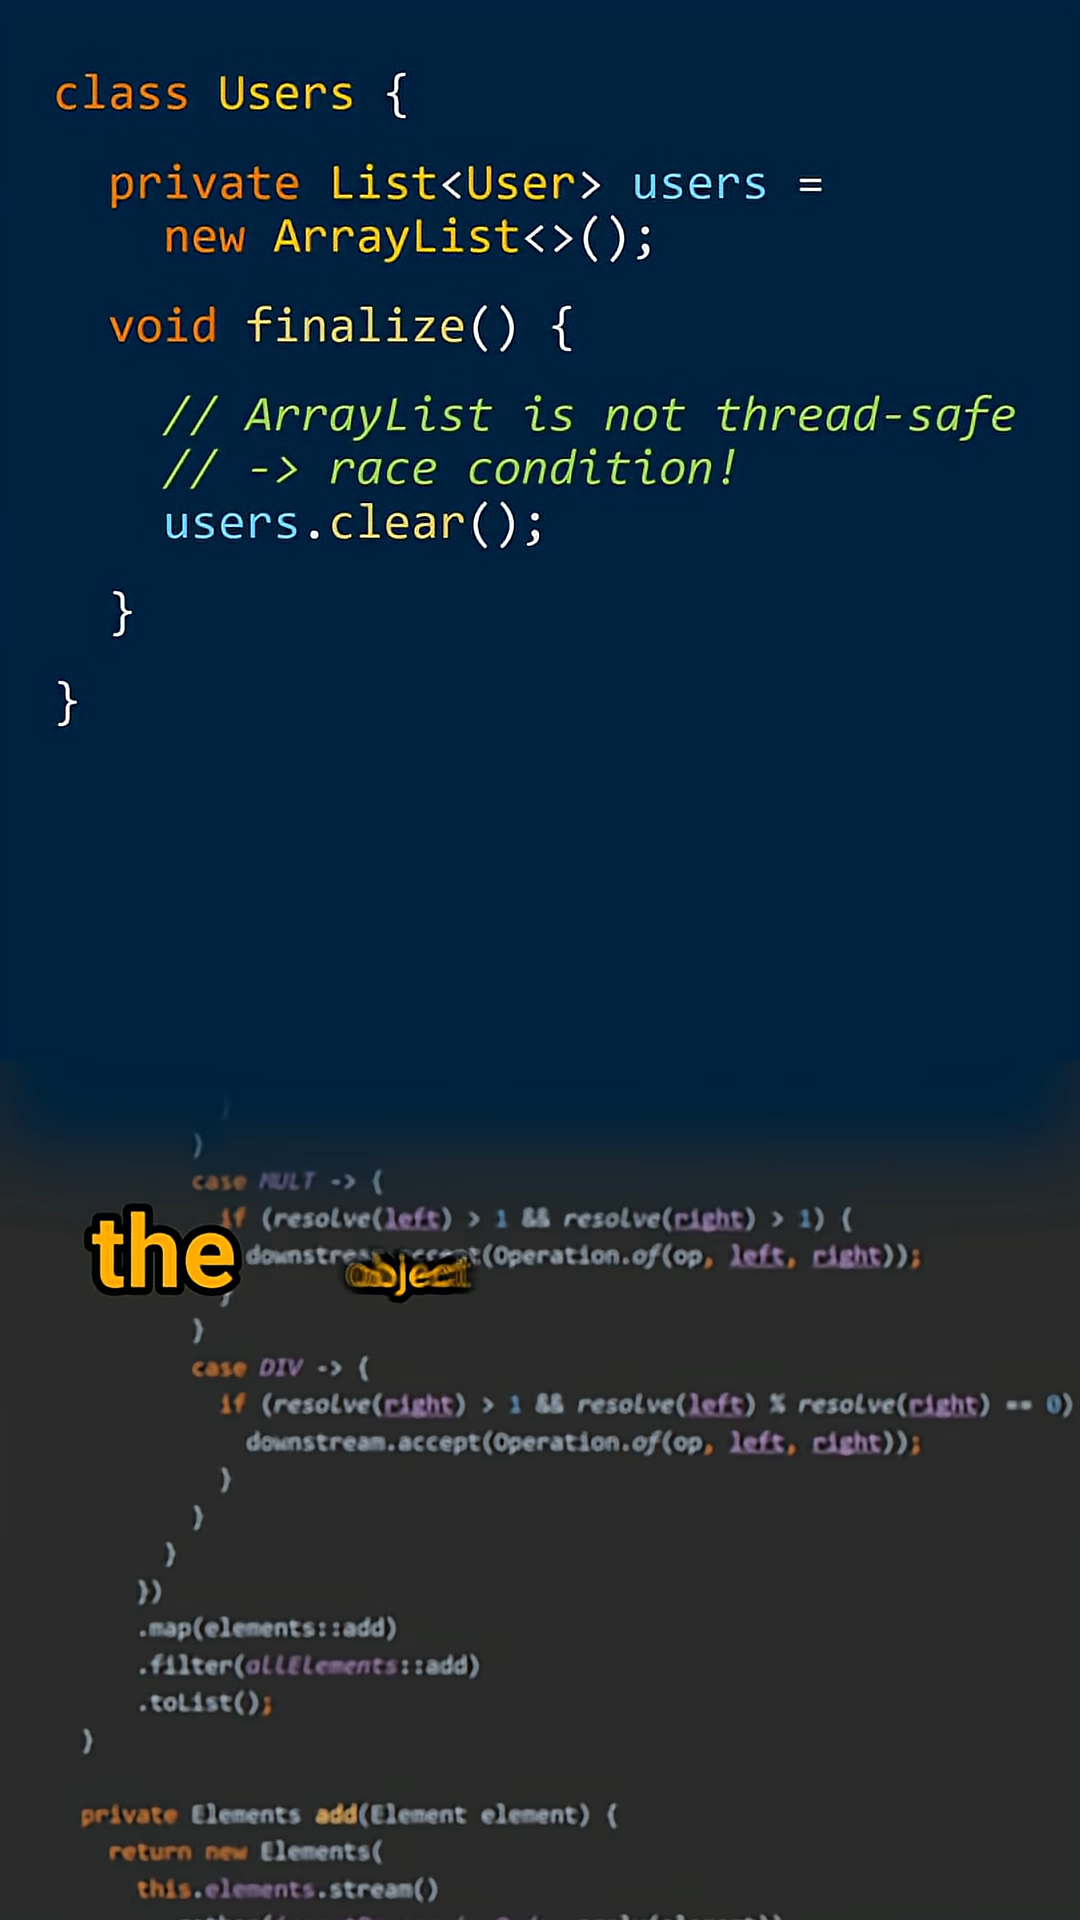 class Users {
private List<User> users =
new ArrayList<>();
void finalize() {
// ArrayList is not thread-safe
// -> race condition!
users.clear();
}
}
}
}
case MULT -> {
if (resolve(left) > 1 && resolve(right) > 1) {
the object
downstream.accept(Operation.of(op, left, right));
}
}
case DIV -> {
if (resolve(right) > 1 && resolve(left) % resolve(right) == 0)
downstream.accept(Operation.of(op, left, right));
}
}
}
})
.map(elements::add)
.filter(allElements::add)
.toList();
}
private Elements add(Element element) {
return new Elements(
this.elements.stream()